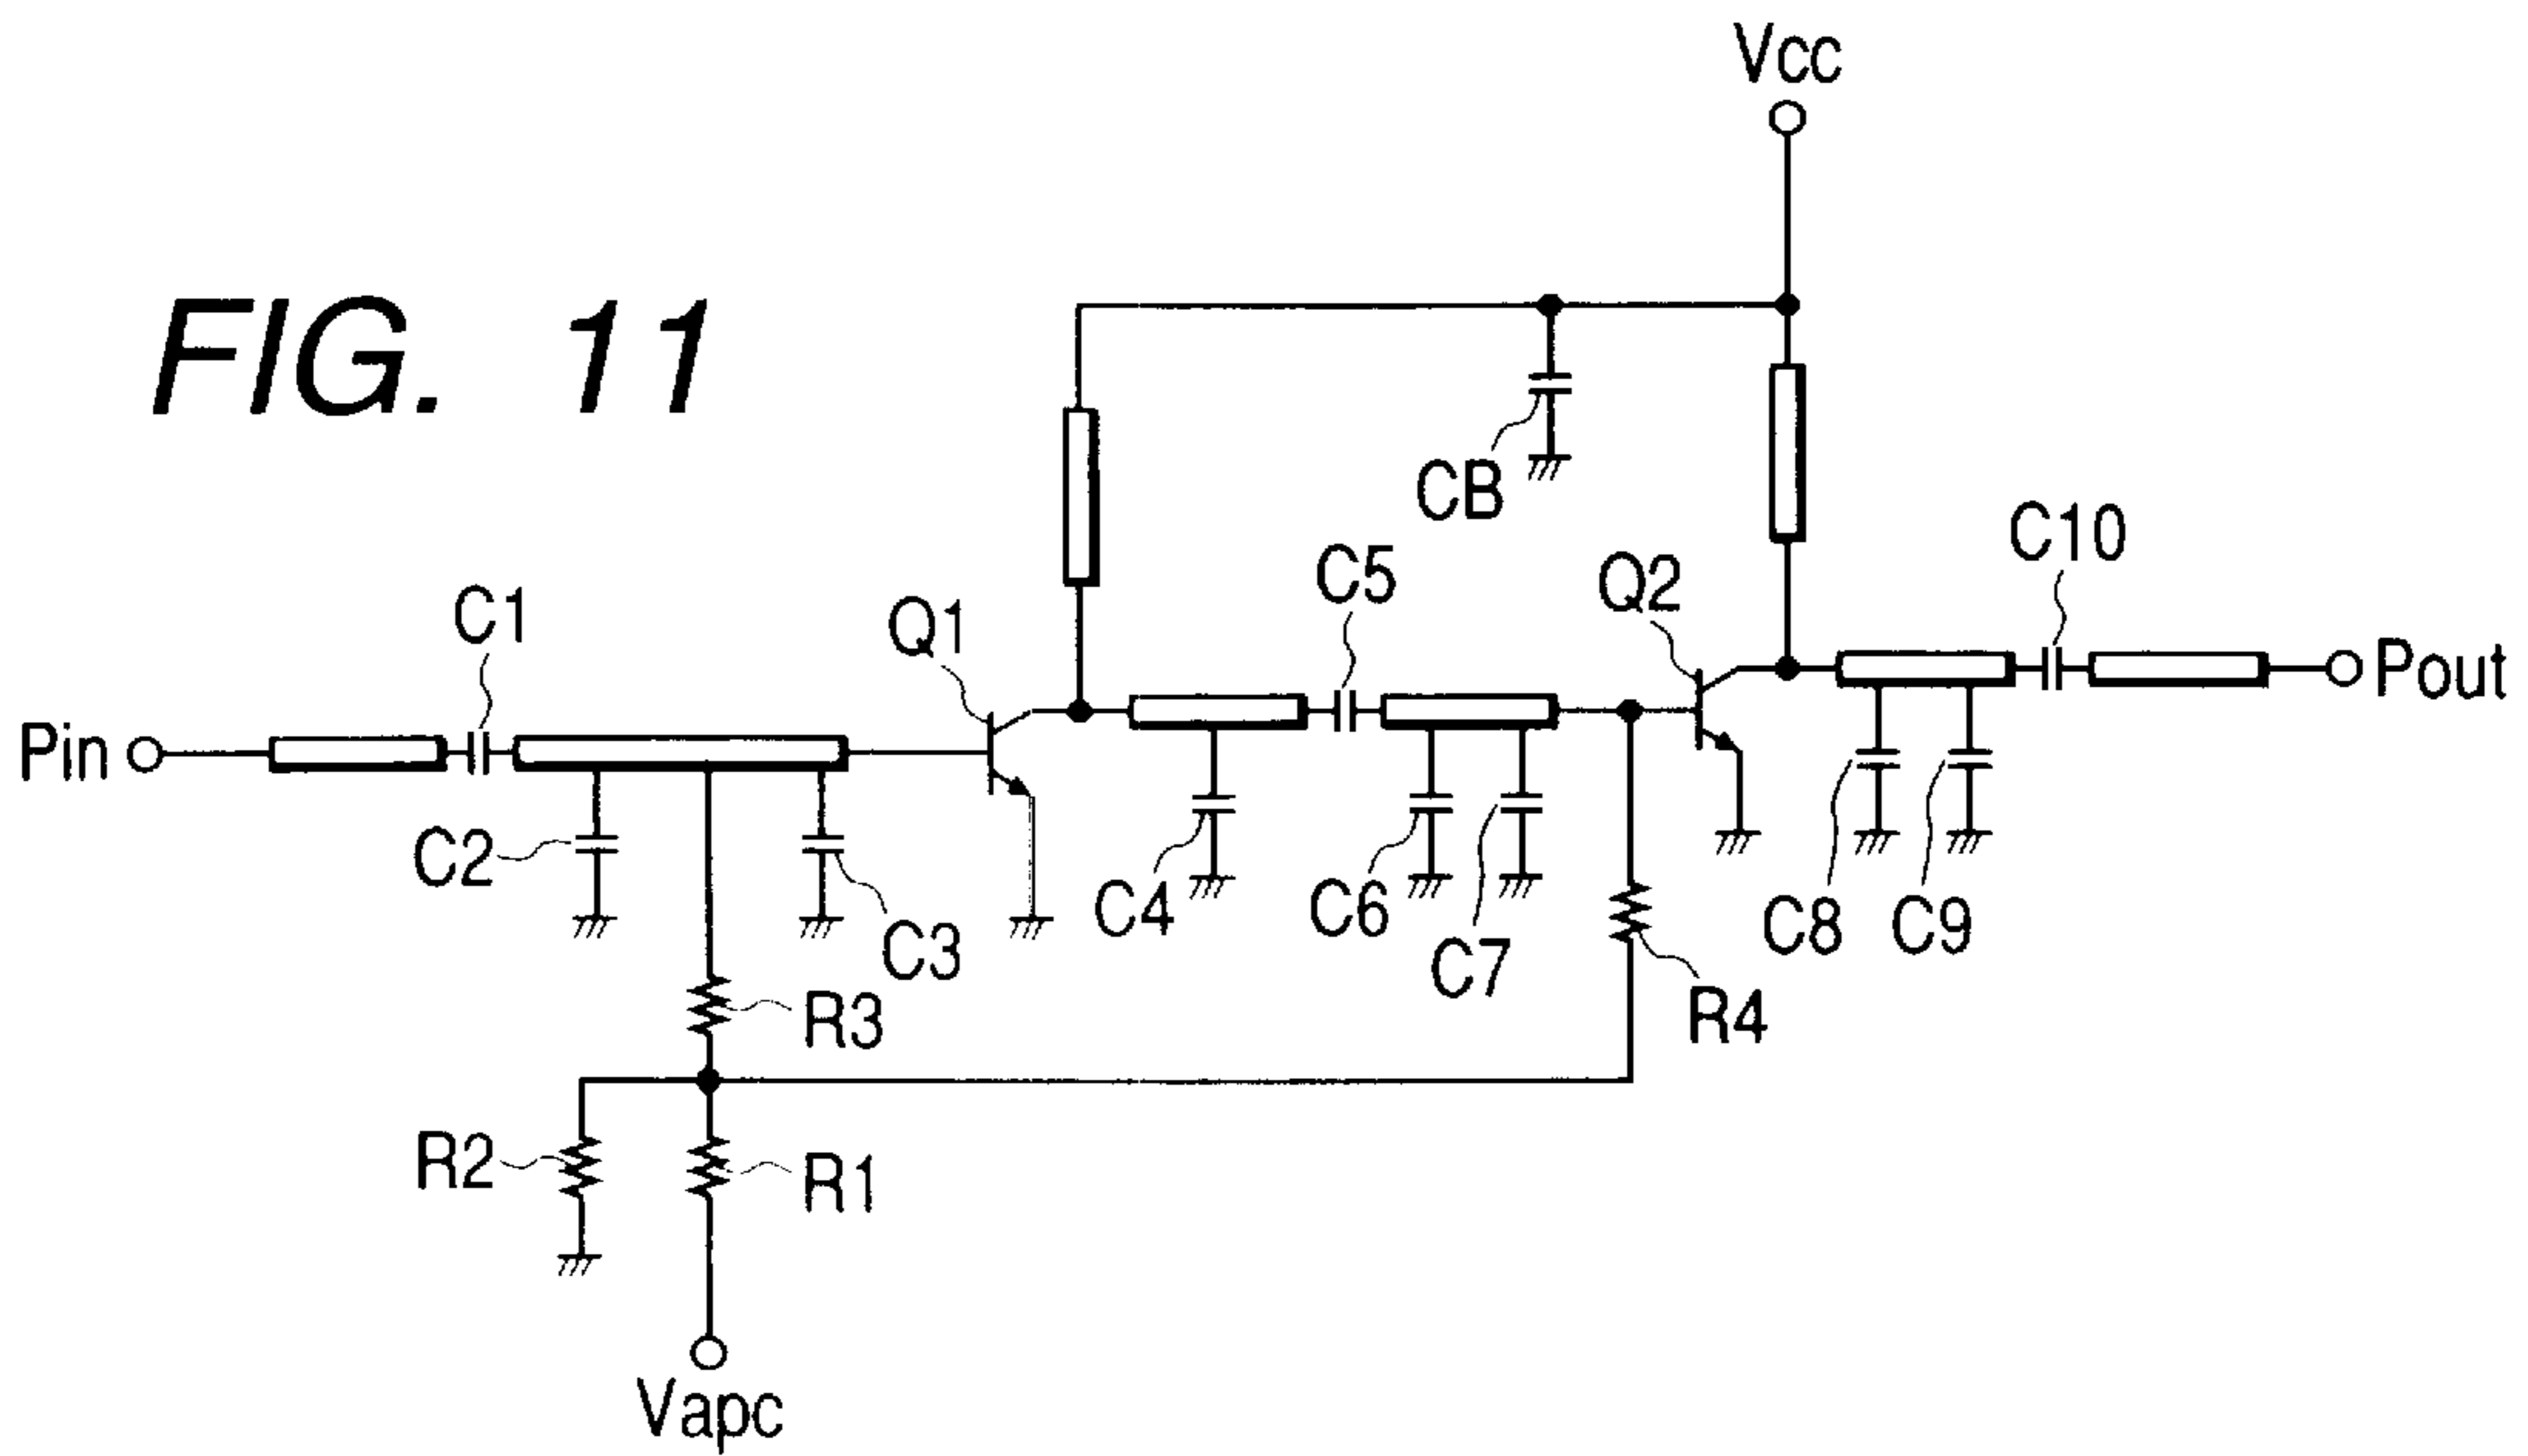 Vcc
FIG. 11
CB
C10
C5
Q2
C1
Q1
Pout
Pin
C2
C4
C6
C8
C9
C3
C7
R3
R4
R2
R1
Vapc